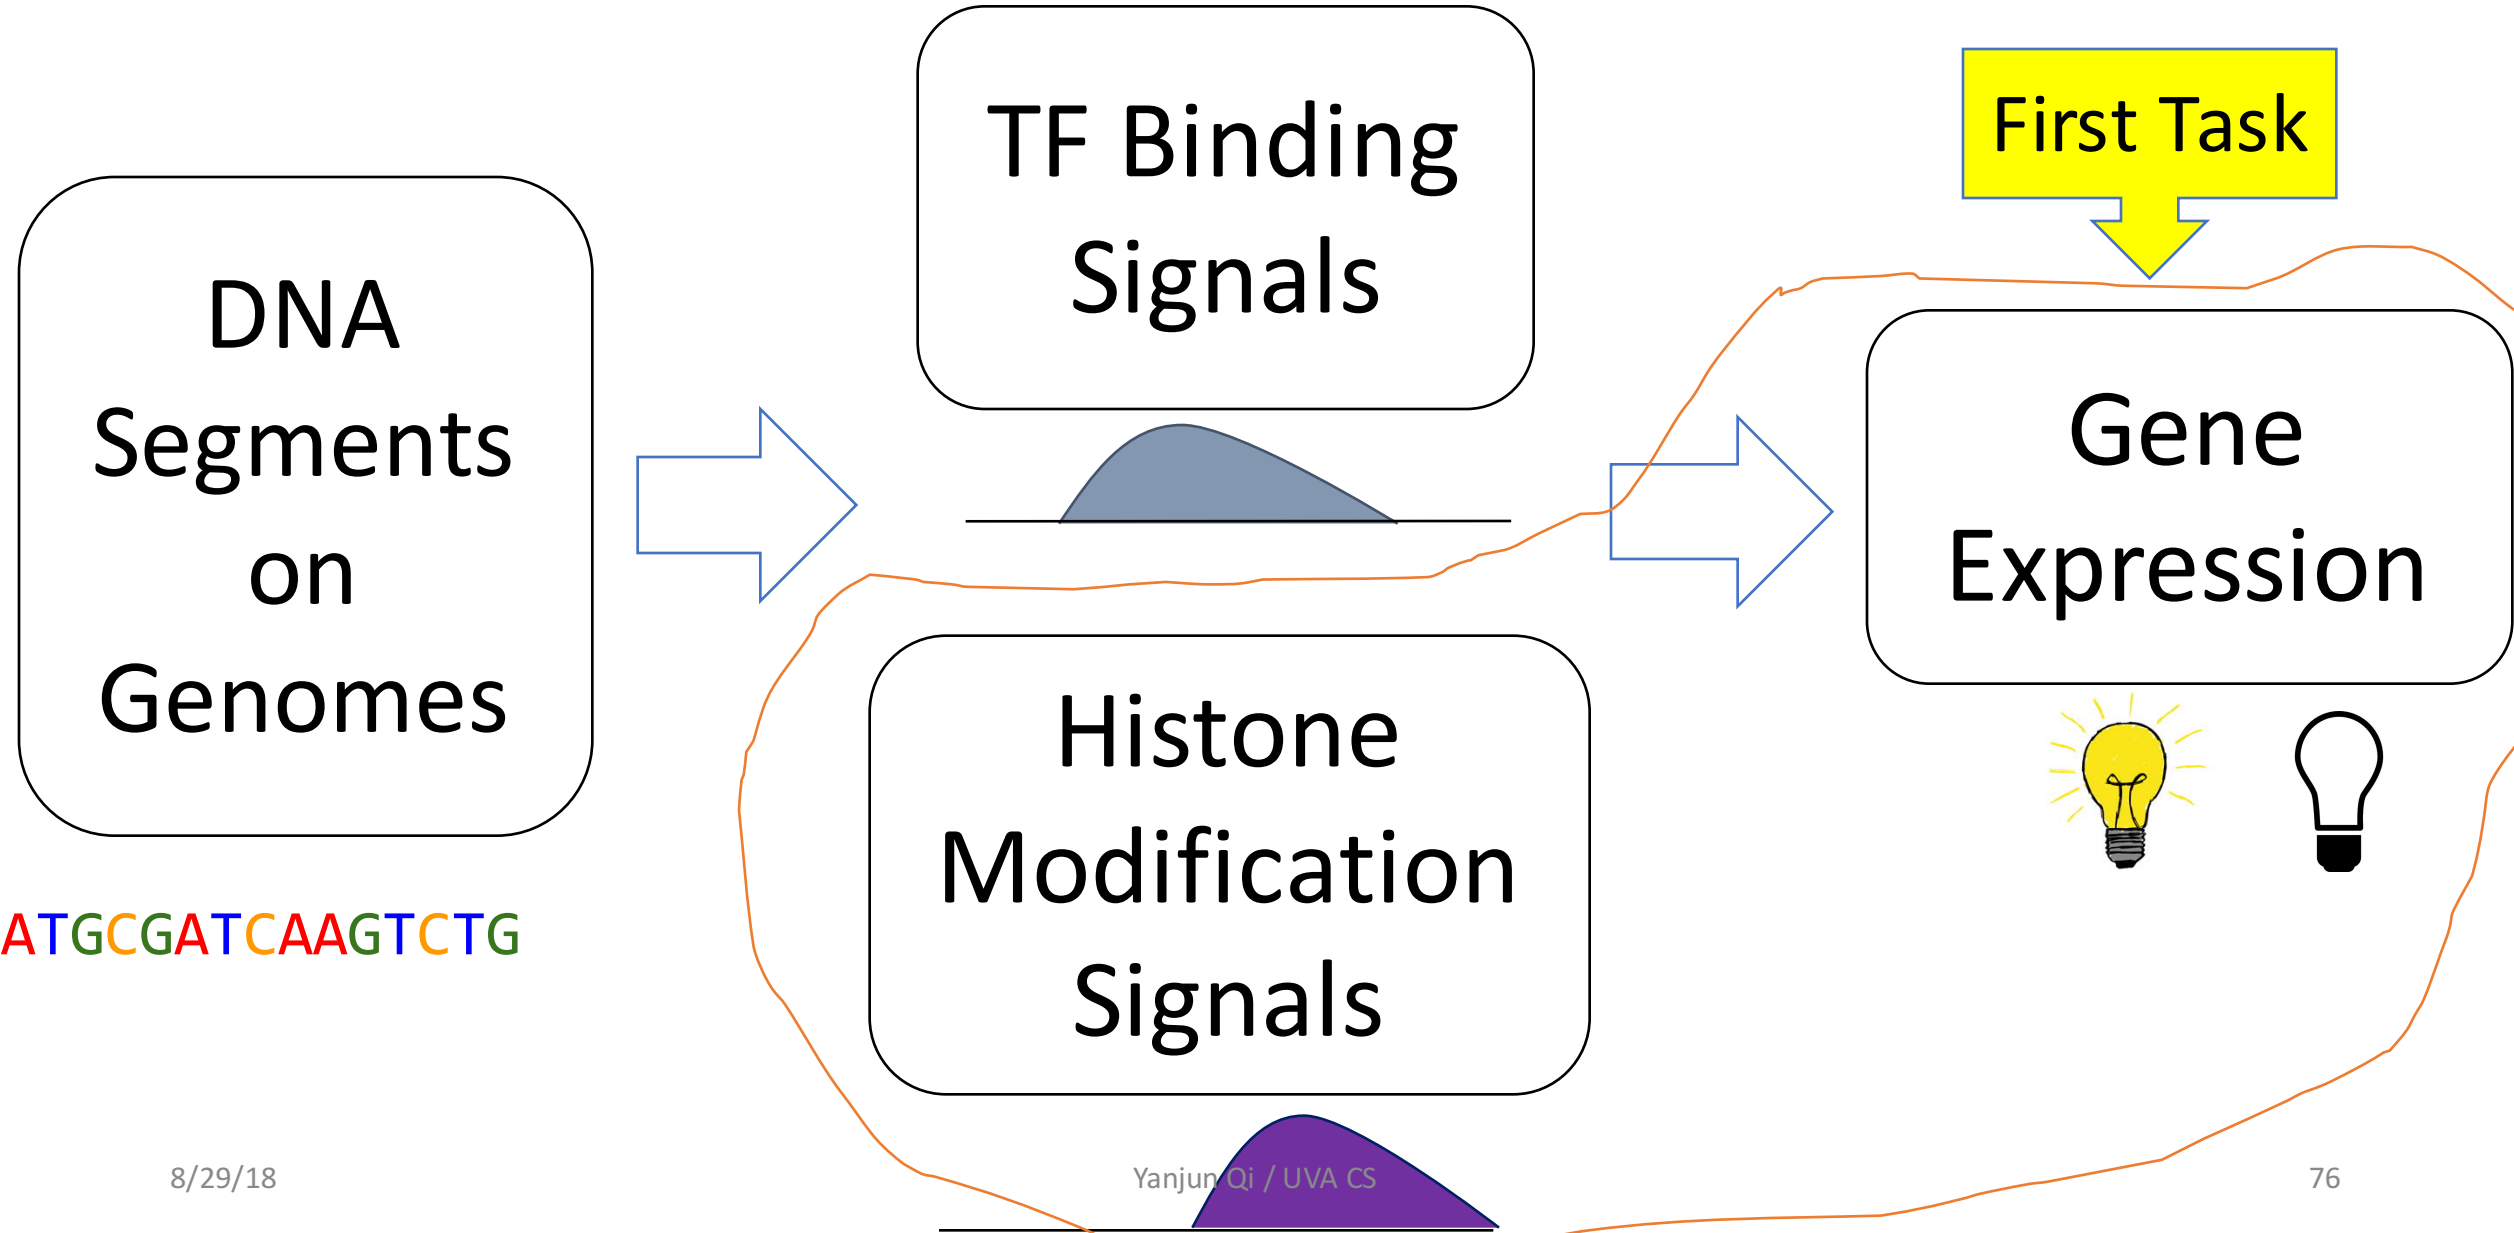 DNA
Segments
on
Genomes
ATGCGATCAAGTCTG
TF Binding
Signals
Histone
Modification
Signals
First Task
Gene
Expression
8/29/18
Yanjun Qi / UVA CS
76